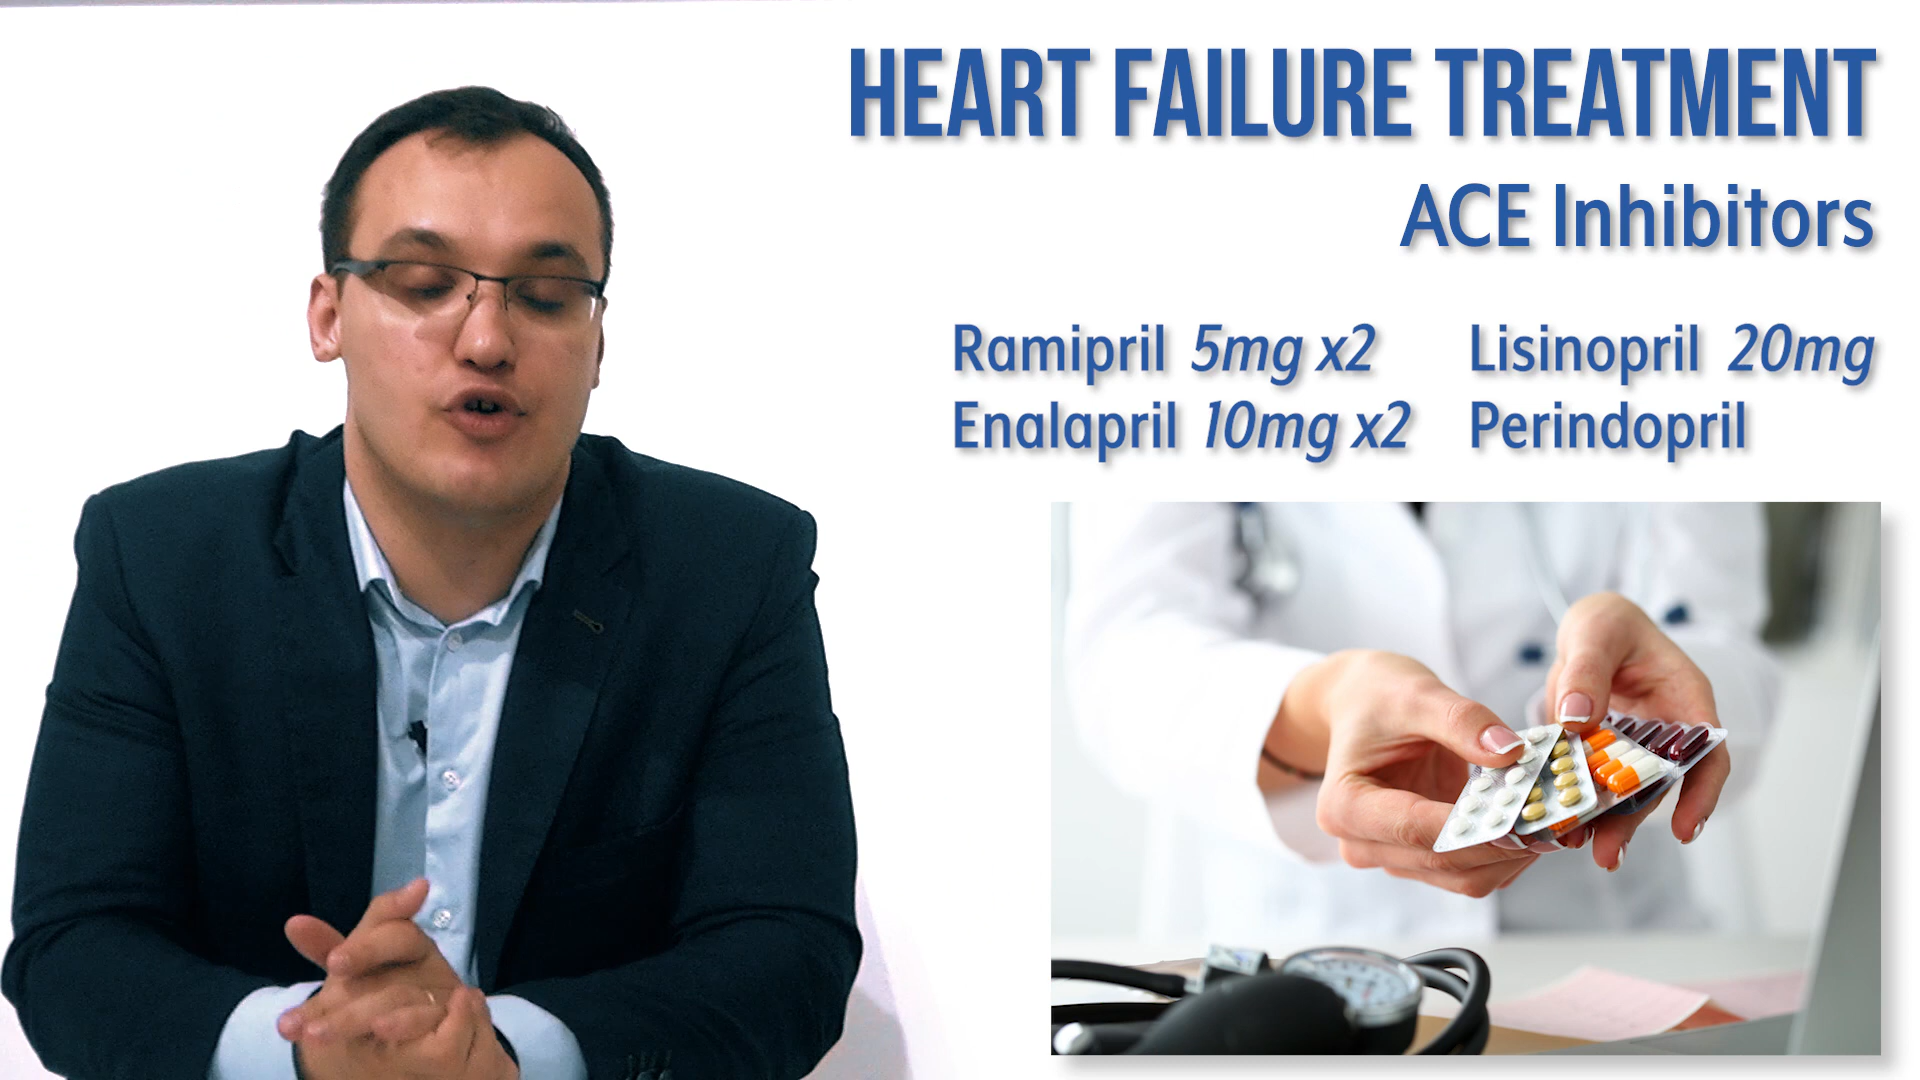 HEART FAILURE TREATMENT
ACE Inhibitors
Ramipril 5mg x2 Lisinopril 20mg
Enalapril 10mg x2 Perindopril